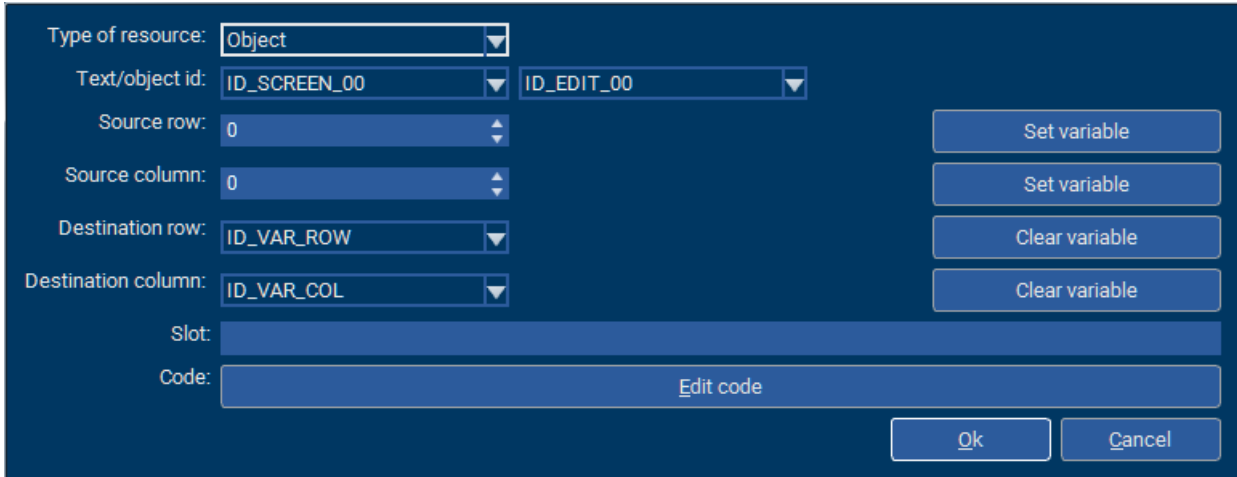 Type of resource: Object
Text/object id: ID_SCREEN_00 ID_EDIT_00
Source row: 0 Set variable
Source column: 0 Set variable
Destination row: ID_VAR_ROW Clear variable
Destination column: ID_VAR_COL Clear variable
Slot:
Code: Edit code
Ok Cancel